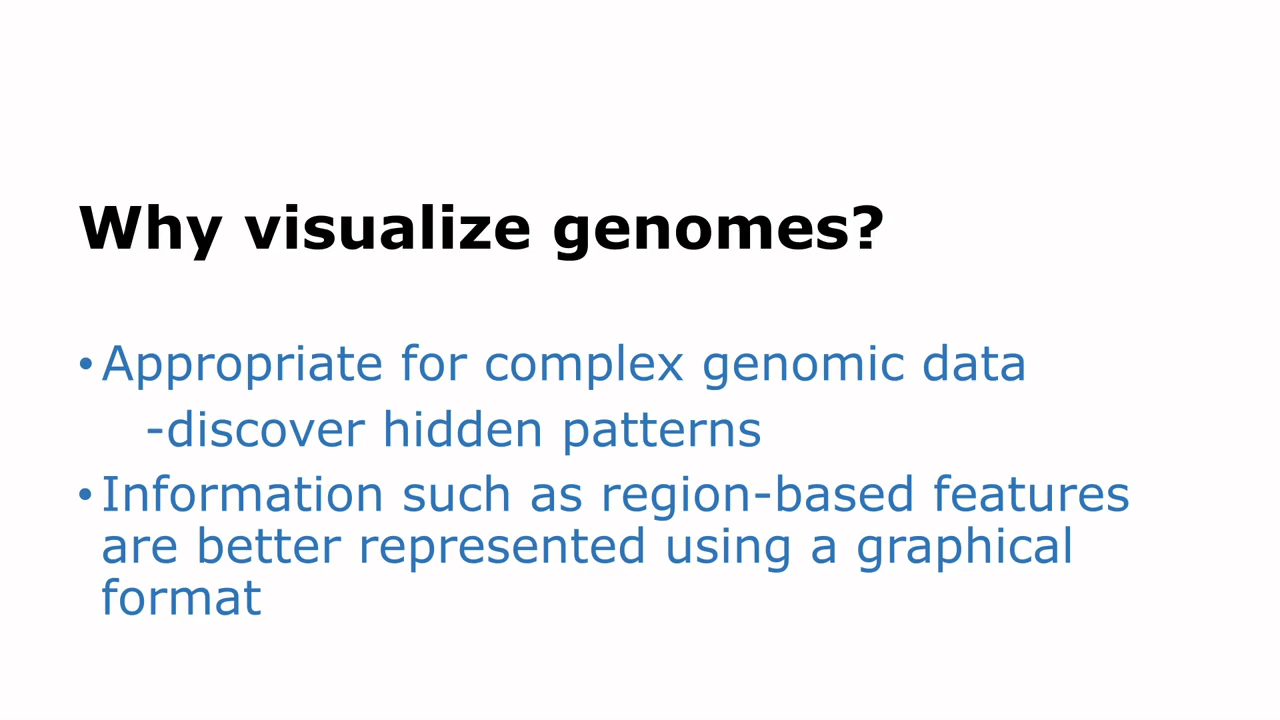 Why visualize genomes?
•Appropriate for complex genomic data
-discover hidden patterns
•Information such as region-based features
are better represented using a graphical
format